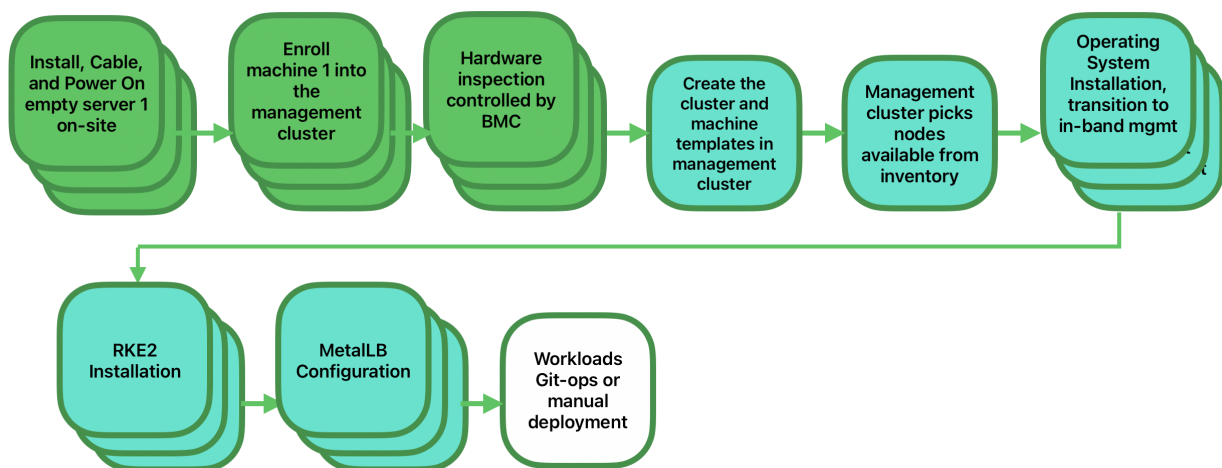 Install, Cable,
and Power On
empty server 1
on-site
Enroll
machine 1 into
the
management
cluster
Hardware
inspection
controlled by
BMC
Create the
cluster and
machine
templates in
management
cluster
Management
cluster picks
nodes
available from
inventory
Operating
System
Installation,
transition to
in-band mgmt
RKE2
Installation
MetalLB
Configuration
Workloads
Git-ops or
manual
deployment